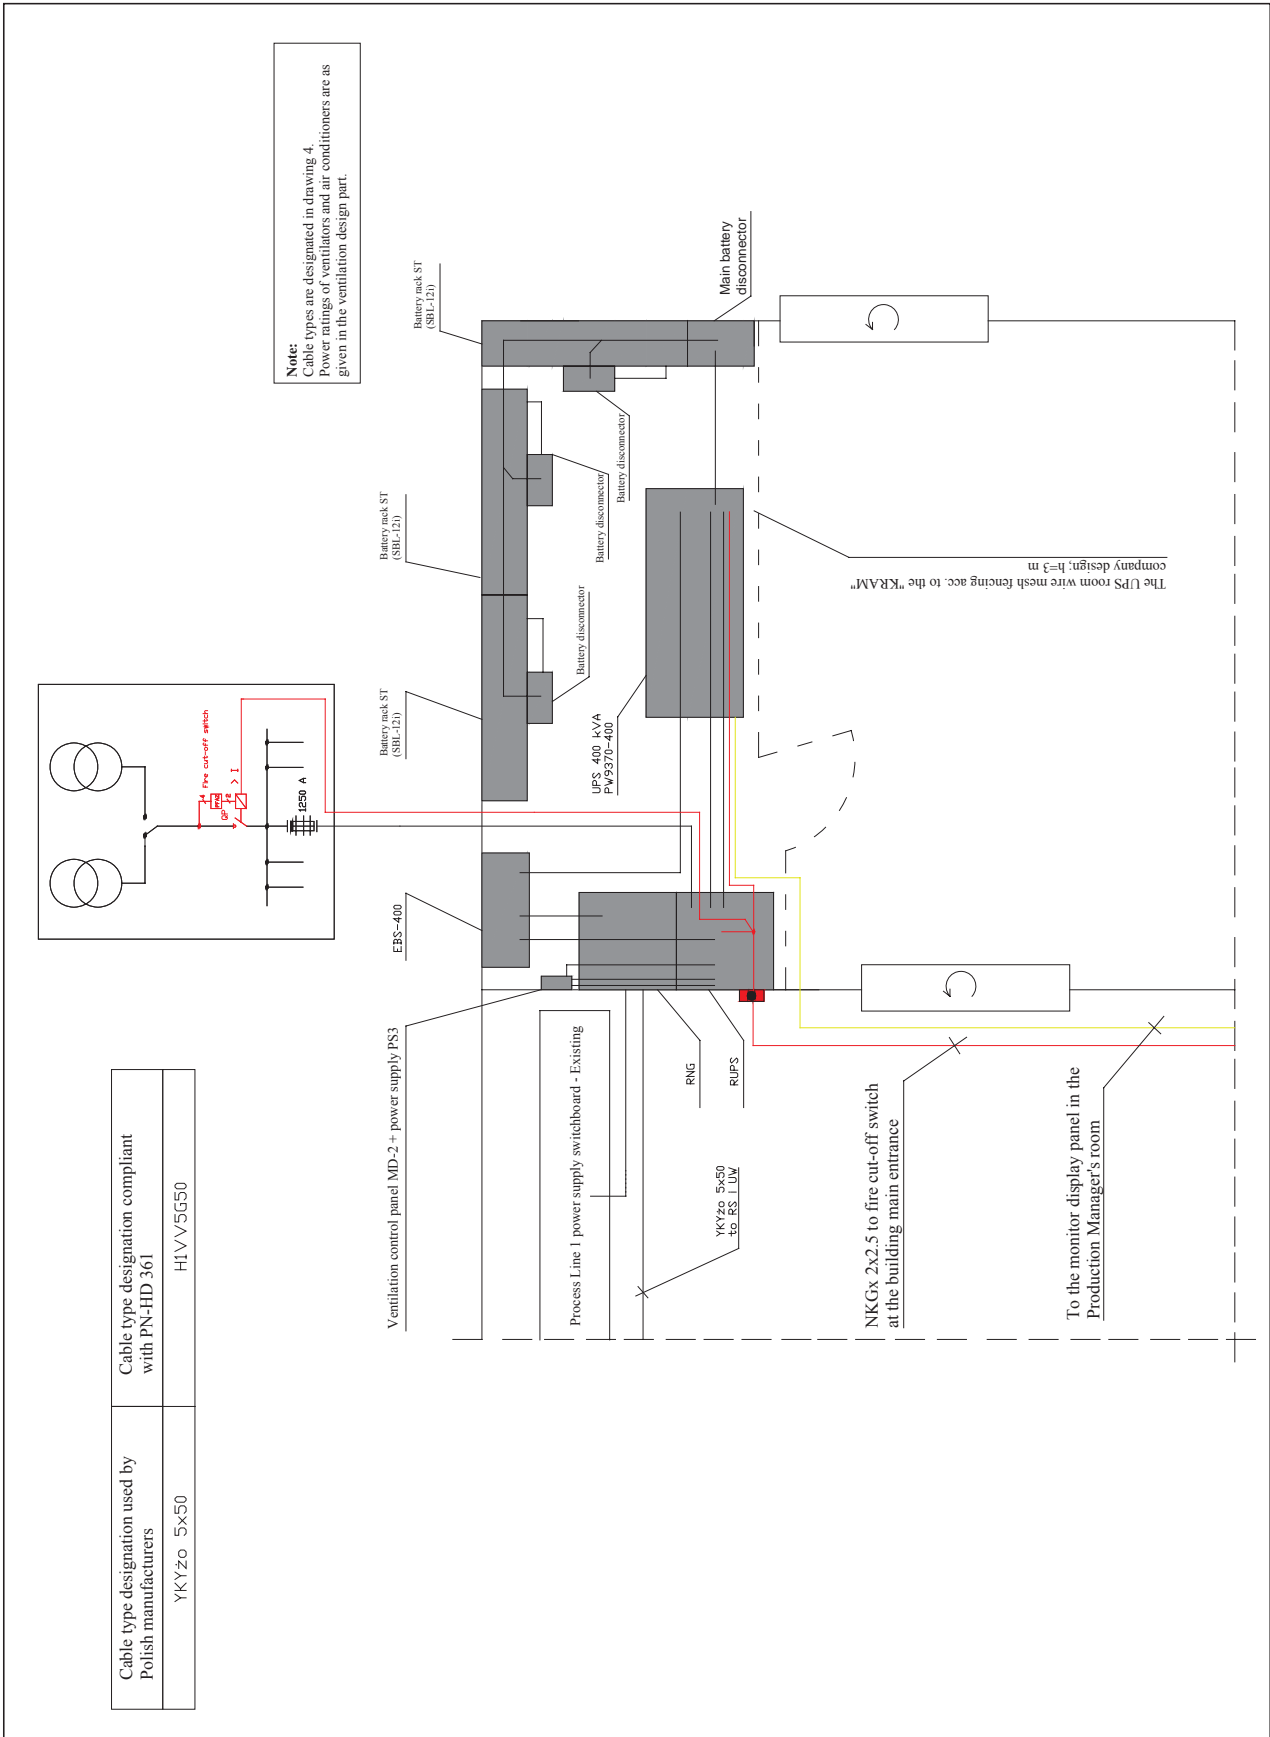 Note:
Cable types are designated in drawing 4.
Power ratings of ventilators and air conditioners are as
given in the ventilation design part.
Fire cut-off switch
4
PFA2
2
> I
QP
1250 A
Battery rack ST
(SBL-12i)
Battery rack ST
(SBL-12i)
Battery rack ST
(SBL-12i)
Main battery
disconnector
Battery disconnector
Battery disconnector
Battery disconnector
UPS 400 kVA
PW9370-400
The UPS room wire mesh fencing acc. to the "KRAM"
company design; h=3 m
EBS-400
Ventilation control panel MD-2 + power supply PS3
Process Line 1 power supply switchboard - Existing
RNG
RUPS
YKYżo 5x50
to RS I UW
NKGx 2x2.5 to fire cut-off switch
at the building main entrance
To the monitor display panel in the
Production Manager's room
Cable type designation used by
Polish manufacturers
Cable type designation compliant
with PN-HD 361
YKYżo 5x50
H1VV5G50